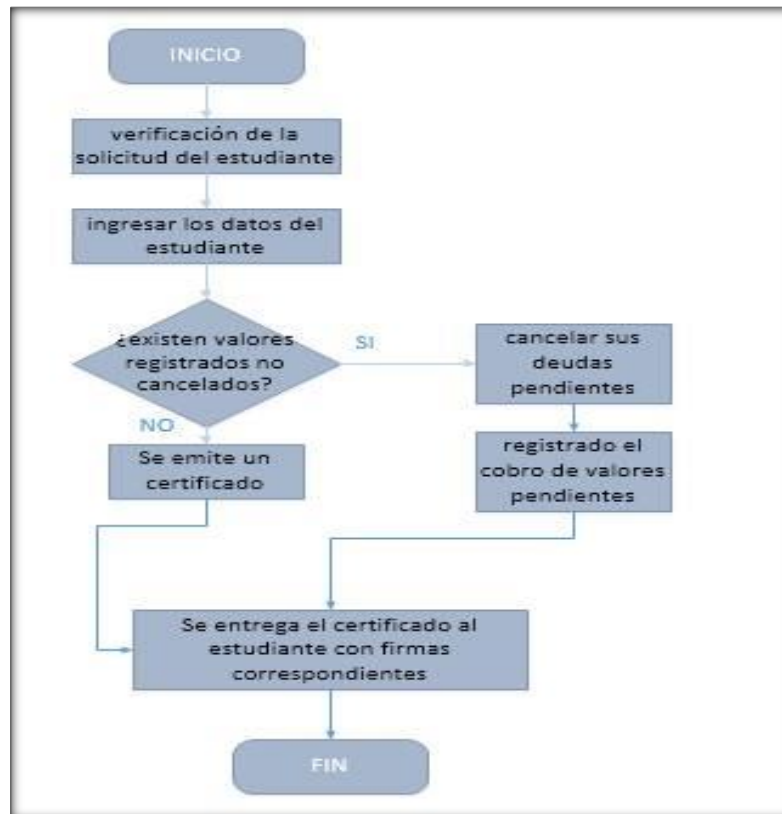 INICIO
verificación de la
solicitud del estudiante
ingresar los datos del
estudiante
¿existen valores
registrados no
cancelados?
SI
cancelar sus
deudas
pendientes
NO
Se emite un
certificado
registrado el
cobro de valores
pendientes
Se entrega el certificado al
estudiante con firmas
correspondientes
FIN